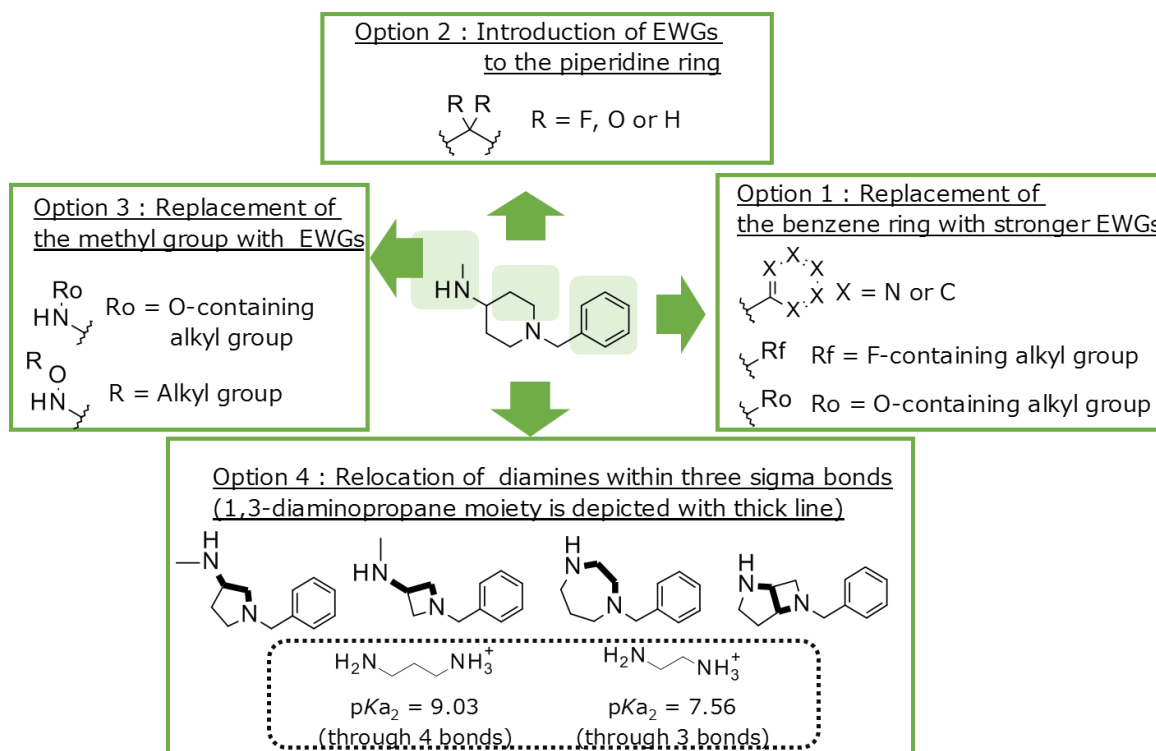 Option 2 : Introduction of EWGs
to the piperidine ring
R R
R = F, O or H
Option 3 : Replacement of
the methyl group with EWGs
Ro
HN
Ro = O-containing
alkyl group
R
O
HN
R = Alkyl group
HN
N
Option 1 : Replacement of
the benzene ring with stronger EWGs
X
X X
X X
X = N or C
Rf
Rf = F-containing alkyl group
Ro
Ro = O-containing alkyl group
Option 4 : Relocation of diamines within three sigma bonds
(1,3-diaminopropane moiety is depicted with thick line)
H
N
N
HN
N
H
N
N
H
N
N
H2N NH3+
H2N NH3+
pKa2 = 9.03
pKa2 = 7.56
(through 4 bonds)
(through 3 bonds)